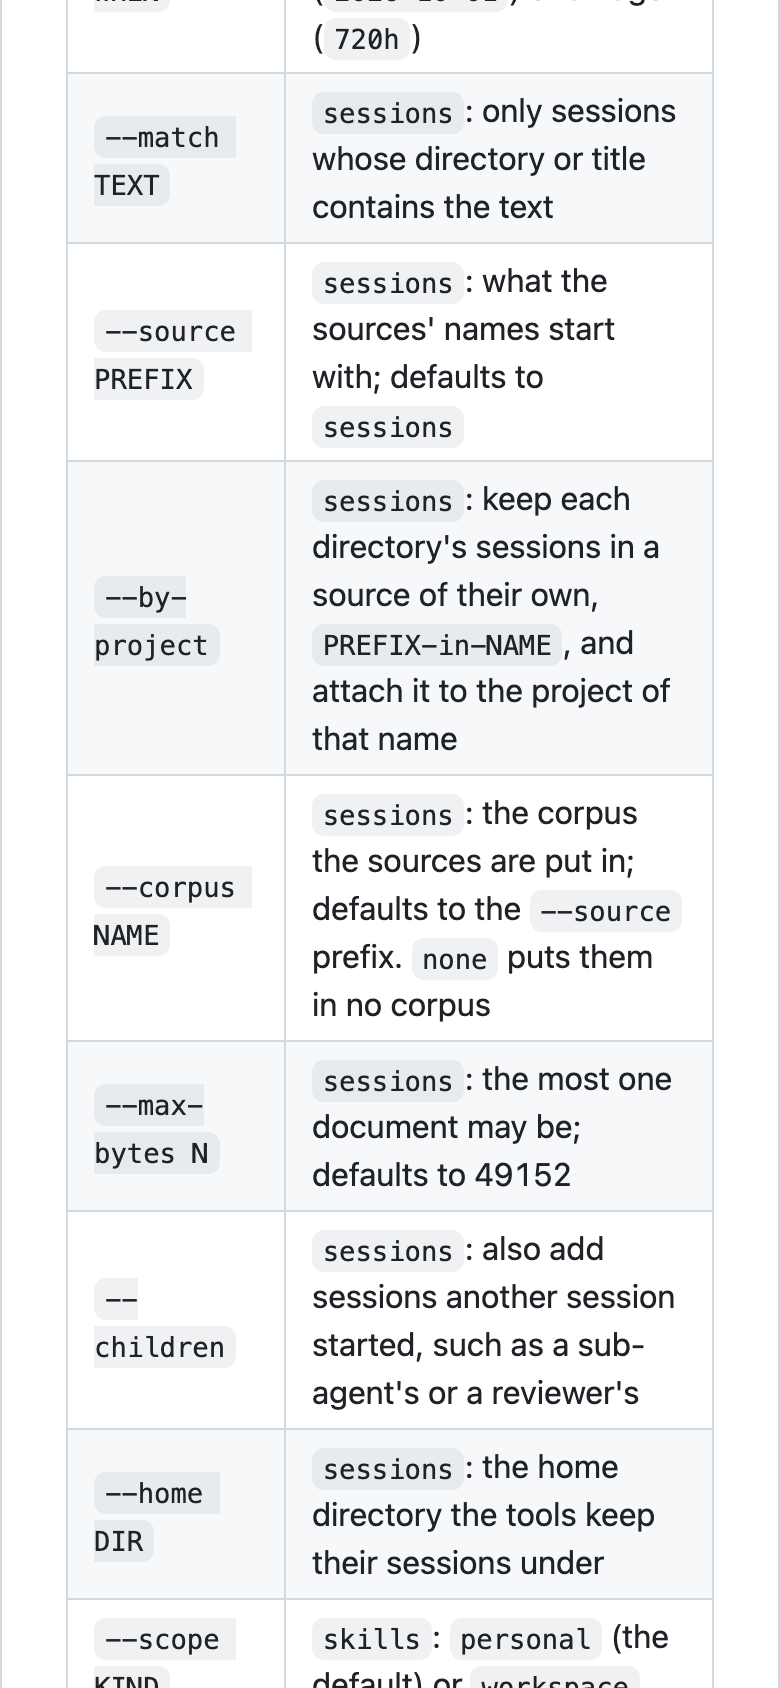 (720h)
--match
TEXT
sessions: only sessions
whose directory or title
contains the text
--source
PREFIX
sessions: what the
sources' names start
with; defaults to
sessions
--by-
project
sessions: keep each
directory's sessions in a
source of their own,
PREFIX-in-NAME, and
attach it to the project of
that name
--corpus
NAME
sessions: the corpus
the sources are put in;
defaults to the --source
prefix. none puts them
in no corpus
--max-
bytes N
sessions: the most one
document may be;
defaults to 49152
--
children
sessions: also add
sessions another session
started, such as a sub-
agent's or a reviewer's
--home
DIR
sessions: the home
directory the tools keep
their sessions under
--scope
KIND
skills: personal (the
default) or workspace